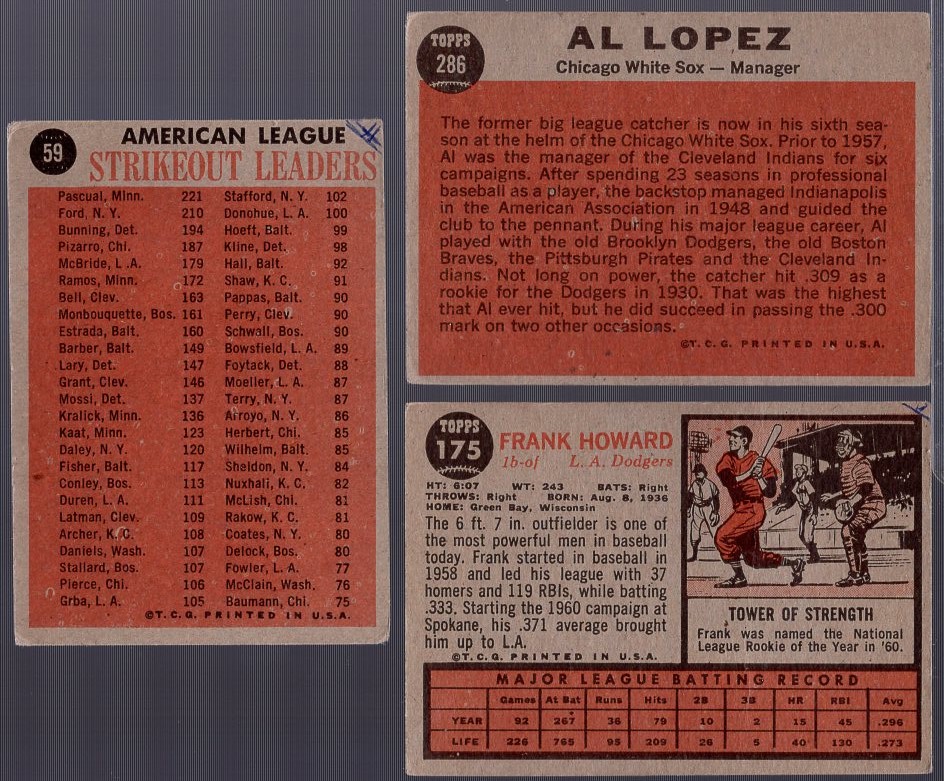 59
AMERICAN LEAGUE
STRIKEOUT LEADERS
Pascual, Minn. 221 Stafford, N. Y. 102
Ford, N. Y. 210 Donohue, L. A. 100
Bunning, Det. 194 Hoeft, Balt. 99
Pizarro, Chi. 187 Kline, Det. 98
McBride, L .A. 179 Hall, Balt. 92
Ramos, Minn. 172 Shaw, K. C. 91
Bell, Clev. 163 Pappas, Balt. 90
Monbouquette, Bos. 161 Perry, Clev. 90
Estrada, Balt. 160 Schwall, Bos. 90
Barber, Balt. 149 Bowsfield, L. A. 89
Lary, Det. 147 Foytack, Det. 88
Grant, Clev. 146 Moeller, L. A. 87
Mossi, Det. 137 Terry, N. Y. 87
Kralick, Minn. 136 Arroyo, N. Y. 86
Kaat, Minn. 123 Herbert, Chi. 85
Daley, N. Y. 120 Wilhelm, Balt. 85
Fisher, Balt. 117 Sheldon, N. Y. 84
Conley, Bos. 113 Nuxhall, K. C. 82
Duren, L. A. 111 McLish, Chi. 81
Latman, Clev. 109 Rakow, K. C. 81
Archer, K. C. 108 Coates, N. Y. 80
Daniels, Wash. 107 Delock, Bos. 80
Stallard, Bos. 107 Fowler, L. A. 77
Pierce, Chi. 106 McClain, Wash. 76
Grba, L. A. 105 Baumann, Chi. 75
©T. C. G. PRINTED IN U. S. A.
TOPPS
286
AL LOPEZ
Chicago White Sox — Manager
The former big league catcher is now in his sixth sea-
son at the helm of the Chicago White Sox. Prior to 1957,
Al was the manager of the Cleveland Indians for six
campaigns. After spending 23 seasons in professional
baseball as a player, the backstop managed Indianapolis
in the American Association in 1948 and guided the
club to the pennant. During his major league career, Al
played with the old Brooklyn Dodgers, the old Boston
Braves, the Pittsburgh Pirates and the Cleveland In-
dians. Not long on power, the catcher hit .309 as a
rookie for the Dodgers in 1930. That was the highest
that Al ever hit, but he did succeed in passing the .300
mark on two other occasions.
©T. C. G. PRINTED IN U.S.A.
TOPPS
175
FRANK HOWARD
1b-of L. A. Dodgers
HT: 6:07 WT: 243 BATS: Right
THROWS: Right BORN: Aug. 8, 1936
HOME: Green Bay, Wisconsin
The 6 ft. 7 in. outfielder is one of
the most powerful men in baseball
today. Frank started in baseball in
1958 and led his league with 37
homers and 119 RBIs, while batting
.333. Starting the 1960 campaign at
Spokane, his .371 average brought
him up to L.A.
©T. C. G. PRINTED IN U.S.A.
TOWER OF STRENGTH
Frank was named the National
League Rookie of the Year in '60.
MAJOR LEAGUE BATTING RECORD
Games At Bat Runs Hits 2B 3B HR RBI Avg
YEAR 92 267 36 79 10 2 15 45 .296
LIFE 226 765 95 209 26 5 40 130 .273